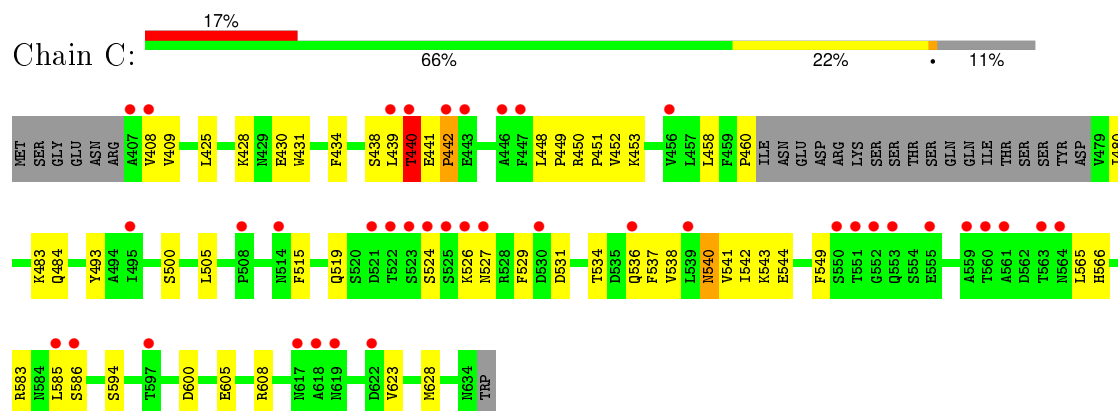 17%
Chain C:
66% 22% • 11%
MET SER GLY GLU ASN ARG A407 V408 V409 L425 K428 N429 E430 W431 F434 S438 L439 T440 E441 P442 E443 A446 F447 L448 P449 R450 P451 V452 K453 V456 L457 L458 F459 P460 ILE ASN GLU ASP ARG LYS SER SER THR SER GLN GLN ILE THR SER SER TYR ASP V479 I480
K483 Q484 Y493 A494 I495 S500 L505 P508 N514 F515 Q519 S520 D521 T522 S523 S524 S525 K526 N527 R528 F529 D530 D531 T534 D535 Q536 F537 V538 L539 N540 V541 I542 K543 E544 F549 S550 T551 G552 Q553 S554 E555 A559 T560 A561 D562 T563 N564 L565 H566
R583 N584 L585 S586 S594 T597 D600 E605 R608 N617 A618 N619 D622 V623 M628 N634 TRP